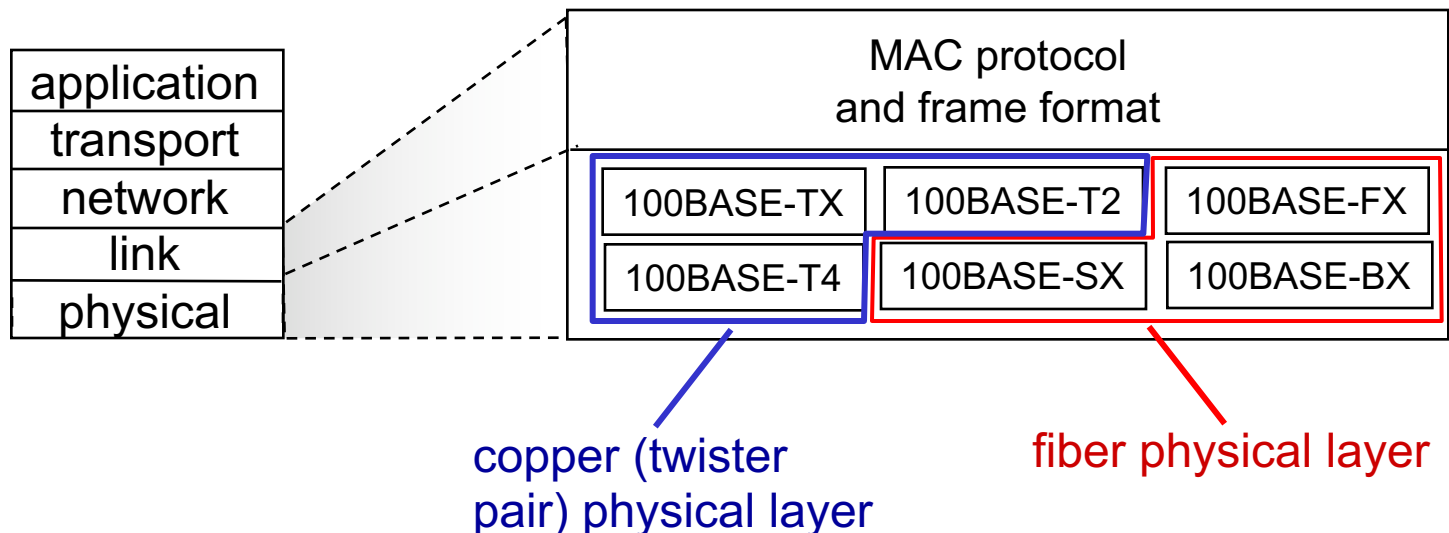 application
transport
network
link
physical
MAC protocol
and frame format
100BASE-TX
100BASE-T2
100BASE-FX
100BASE-T4
100BASE-SX
100BASE-BX
copper (twister
pair) physical layer
fiber physical layer